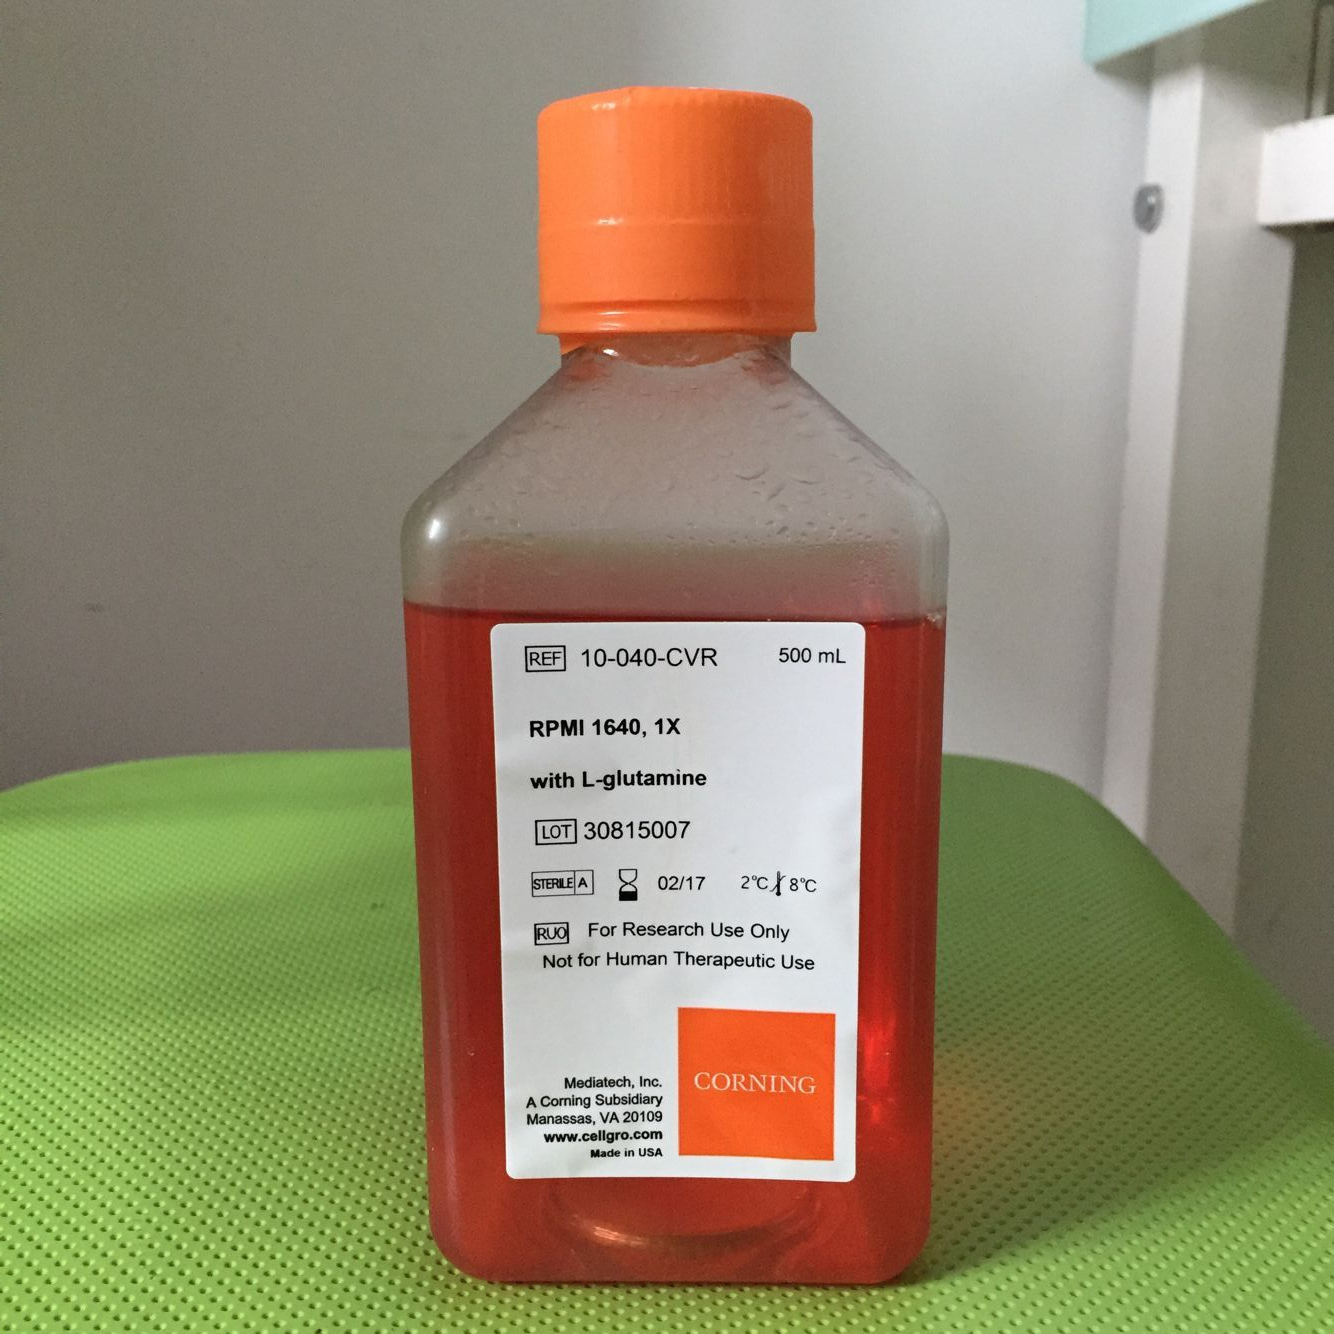 REF 10-040-CVR 500 mL
RPMI 1640, 1X
with L-glutamine
LOT 30815007
STERILE A 02/17 2°C 8°C
RUO For Research Use Only
Not for Human Therapeutic Use
Mediatech, Inc.
A Corning Subsidiary
Manassas, VA 20109
www.cellgro.com
Made in USA
CORNING